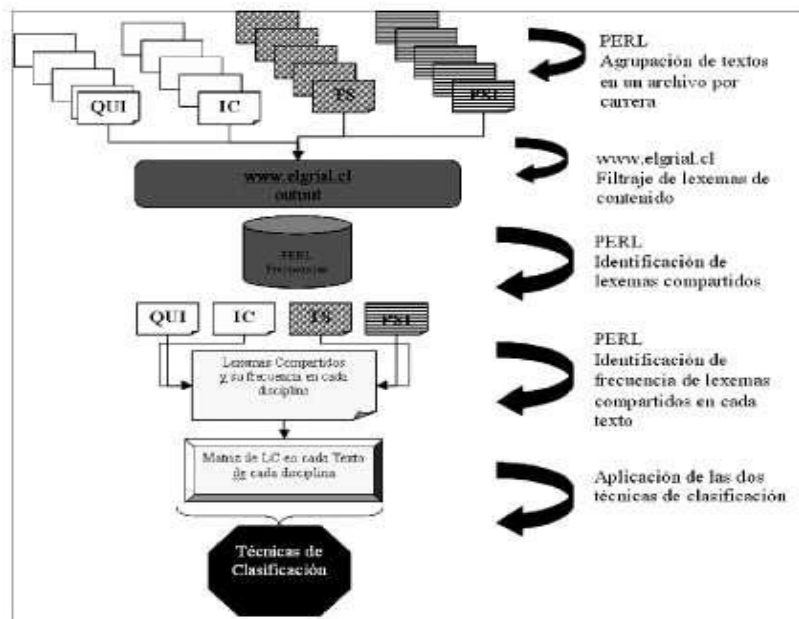 QUI
IC
TS
PSI
PERL
Agrupación de textos
en un archivo por
carrera
www.elgrial.cl
output
www.elgrial.cl
Filtraje de lexemas de
contenido
PERL
Frecuencias
PERL
Identificación de
lexemas compartidos
QUI
IC
TS
PSI
Lexemas Compartidos
y su frecuencia en cada
disciplina
PERL
Identificación de
frecuencia de lexemas
compartidos en cada
texto
Matriz de LC en cada Texto
de cada disciplina
Aplicación de las dos
técnicas de clasificación
Técnicas de
Clasificación